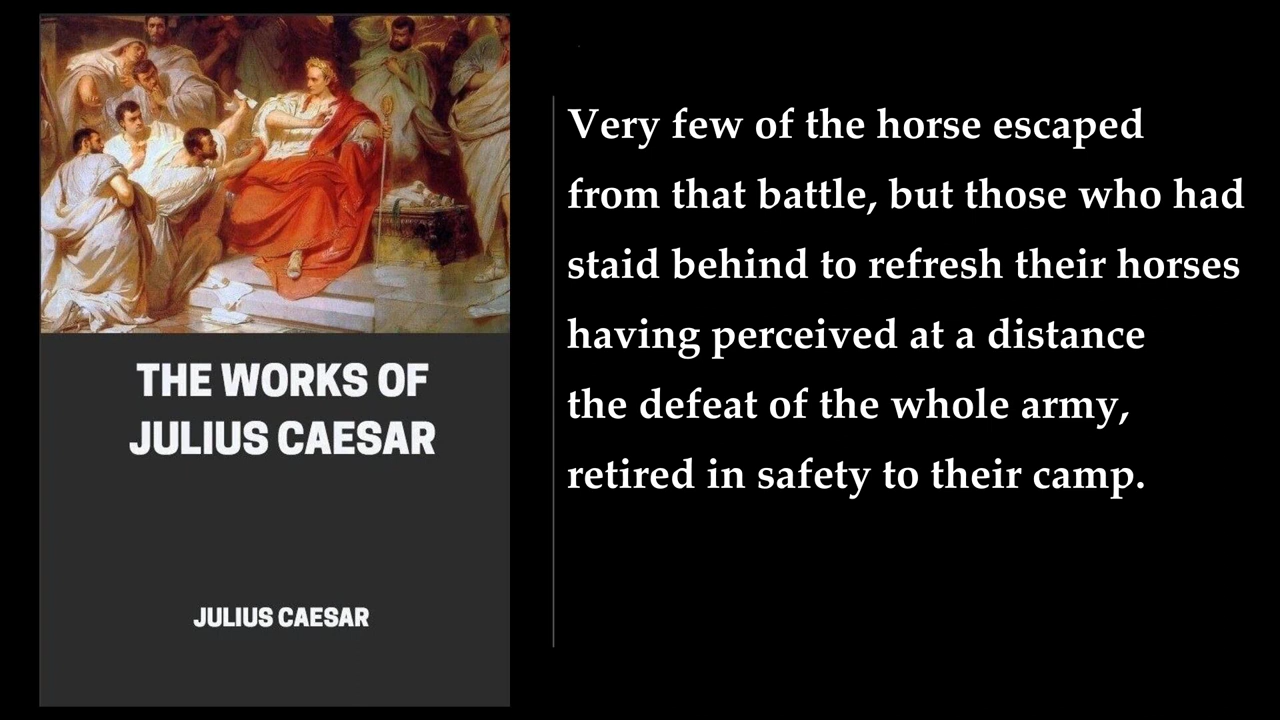 THE WORKS OF
JULIUS CAESAR
JULIUS CAESAR
Very few of the horse escaped
from that battle, but those who had
staid behind to refresh their horses
having perceived at a distance
the defeat of the whole army,
retired in safety to their camp.